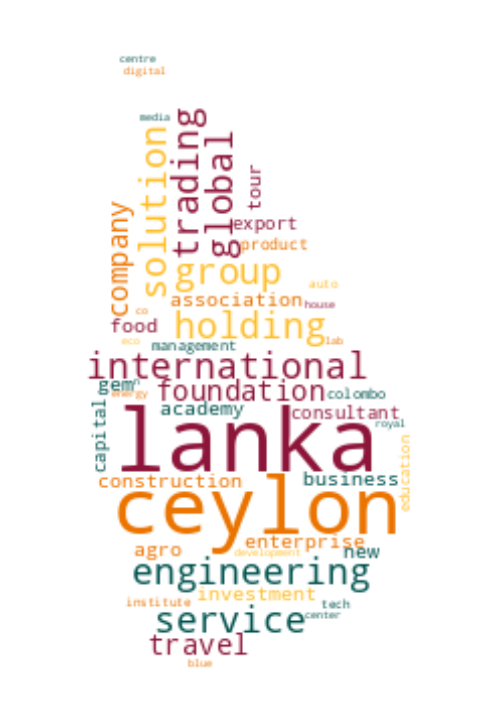 centre
digital
media
solution
trading
global
tour
company
export
product
group
auto
association
house
co
food
holding
eco
management
lab
international
gem
n
energy
foundation
colombo
capital
academy
consultant
royal
lanka
education
construction
business
ceylon
enterprise
agro
development
new
engineering
investment
institute
tech
service
center
travel
blue